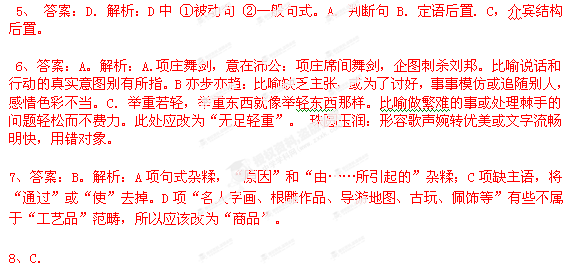 5、 答案：D. 解析：D中 ①被动句 ②一般句式。A. 判断句 B. 定语后置. C，介宾结构
后置。
6、答案：A。解析：A.项庄舞剑，意在沛公：项庄席间舞剑，企图刺杀刘邦。比喻说话和
行动的真实意图别有所指。B亦步亦趋：比喻缺乏主张，或为了讨好，事事模仿或追随别人，
感情色彩不当。C. 举重若轻，举重东西就像举轻东西那样。比喻做繁难的事或处理棘手的
问题轻松而不费力。此处应改为“无足轻重”。 珠圆玉润：形容歌声婉转优美或文字流畅
明快，用错对象。
7、答案：B。解析：A项句式杂糅，“原因”和“由……所引起的”杂糅；C项缺主语，将
“通过”或“使”去掉。D项“名人字画、根雕作品、导游地图、古玩、佩饰等”有些不属
于“工艺品”范畴，所以应该改为“商品”。
8、C.